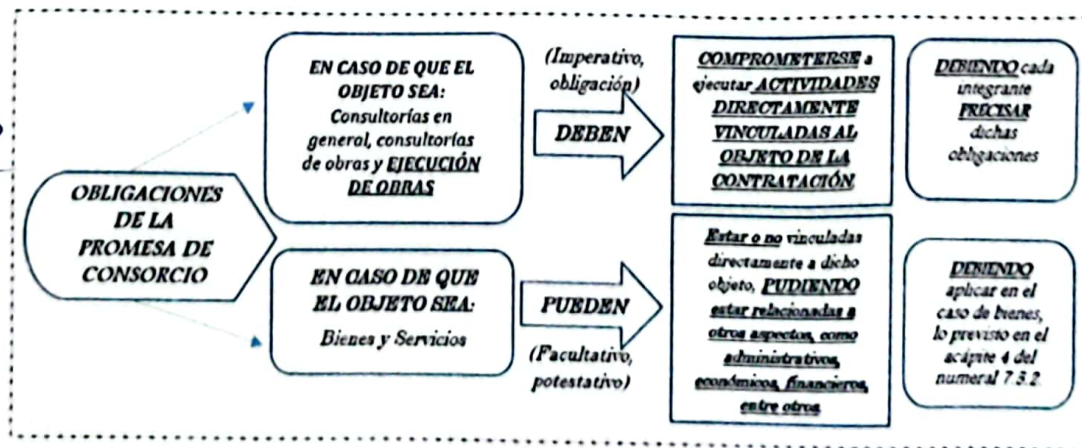 OBLIGACIONES
DE LA
PROMESA DE
CONSORCIO
EN CASO DE QUE EL
OBJETO SEA:
Consultorías en
general, consultorías
de obras y EJECUCIÓN
DE OBRAS
(Imperativo,
obligación)
DEBEN
COMPROMETERSE a
ejecutar ACTIVIDADES
DIRECTAMENTE
VINCULADAS AL
OBJETO DE LA
CONTRATACIÓN
DEBIENDO cada
integrante
PRECISAR
dichas
obligaciones
EN CASO DE QUE
EL OBJETO SEA:
Bienes y Servicios
PUEDEN
(Facultativo,
potestativo)
Estar o no vinculadas
directamente a dicho
objeto, PUDIENDO
estar relacionadas a
otros aspectos, como
administrativos,
económicos, financieros,
entre otros
DEBIENDO
aplicar en el
caso de bienes,
lo previsto en el
acápite 4 del
numeral 7.3.2.